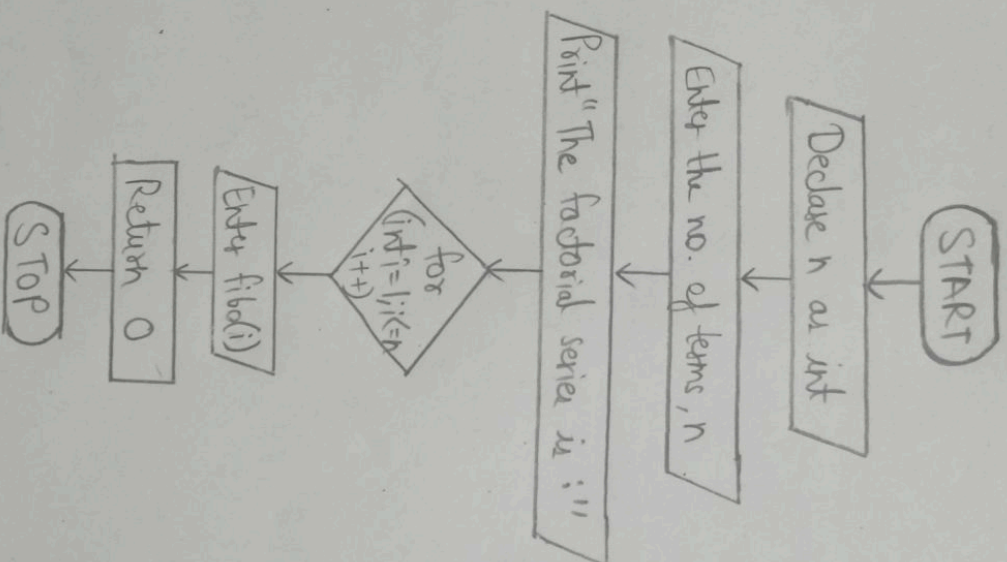 START
Declare n as int
Enter the no. of terms, n
Print "The factorial series is :"
for
(int i=1; i<=n
i++)
Enter fibo(i)
Return 0
STOP